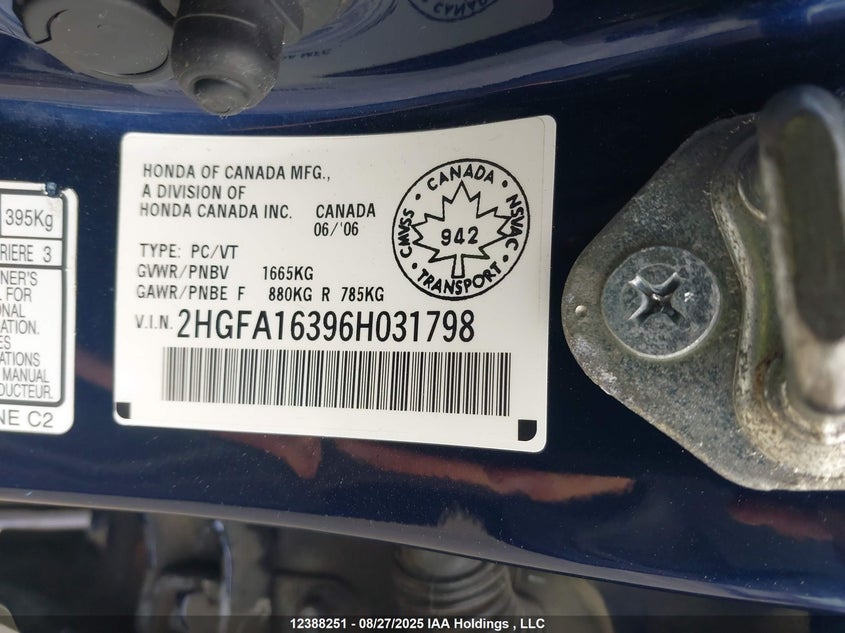 HONDA OF CANADA MFG.,
A DIVISION OF
HONDA CANADA INC. CANADA
06/'06
TYPE: PC/VT
GVWR/PNBV 1665KG
GAWR/PNBE F 880KG R 785KG
V.I.N. 2HGFA16396H031798
CANADA
CMVSS 942 NSVAC
TRANSPORT
395Kg
RIERE 3
NER'S
L FOR
ONAL
ATION.
ES
ATIONS
MANUAL
DUCTEUR.
NE C2
12388251 - 08/27/2025 IAA Holdings , LLC